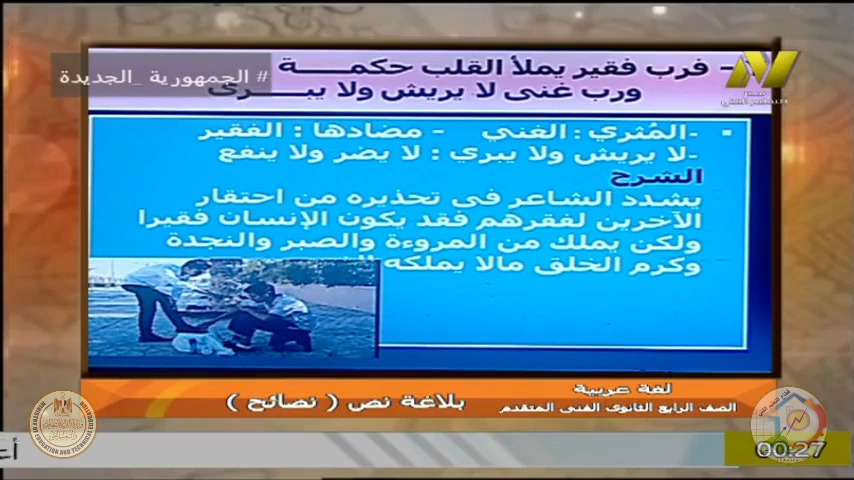 # الجمهورية _الجديدة
- فرب فقير يملأ القلب حكمة
ورب غنى لا يريش ولا يبرى
-المُثري : الغني - مضادها : الفقير
-لا يريش ولا يبري : لا يضر ولا ينفع
الشرح
يشدد الشاعر فى تحذيره من احتقار
الآخرين لفقرهم فقد يكون الإنسان فقيرا
ولكن يملك من المروءة والصبر والنجدة
وكرم الخلق مالا يملكه
لغة عربية
الصف الرابع الثانوى الفنى المتقدم
بلاغة نص ( نصائح )
00:27